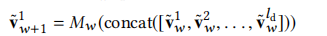 ṽ¹_{w+1} = M_w(concat([ṽ¹_w, ṽ²_w, …, ṽ^{l_d}_w]))